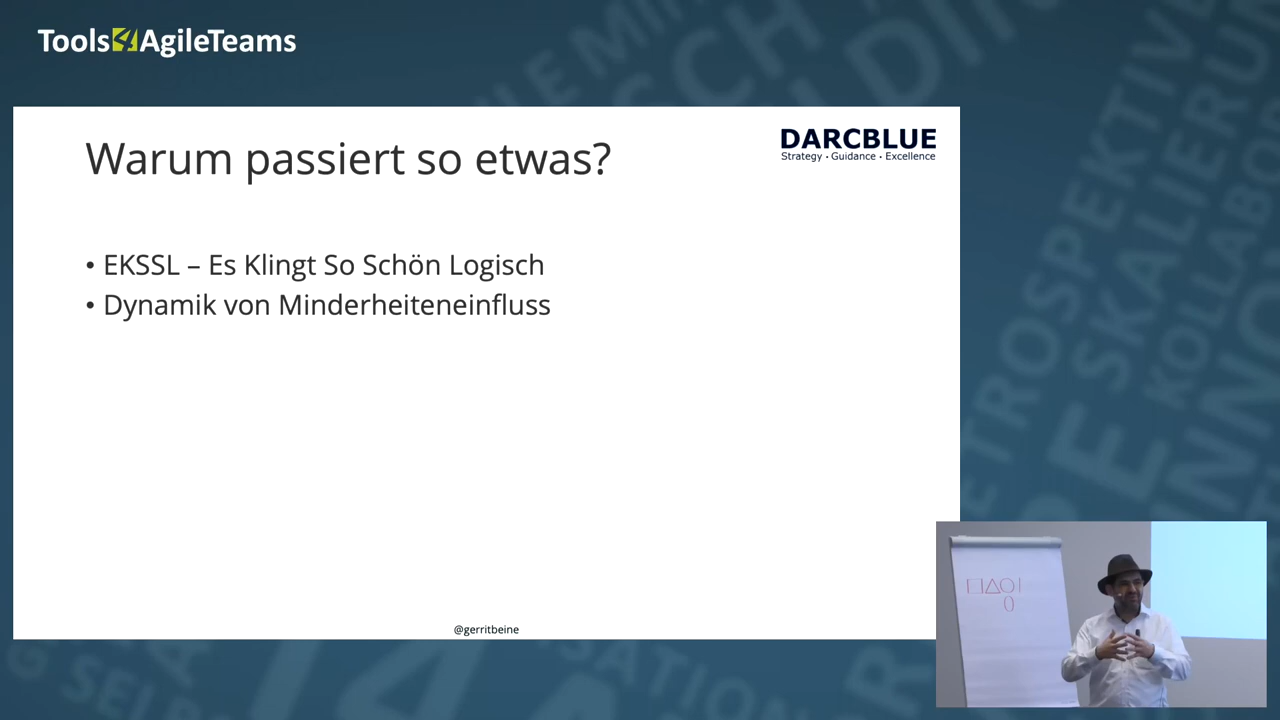 Tools4AgileTeams
Warum passiert so etwas?
DARCBLUE
Strategy • Guidance • Excellence
• EKSSL – Es Klingt So Schön Logisch
• Dynamik von Minderheiteneinfluss
@gerritbeine